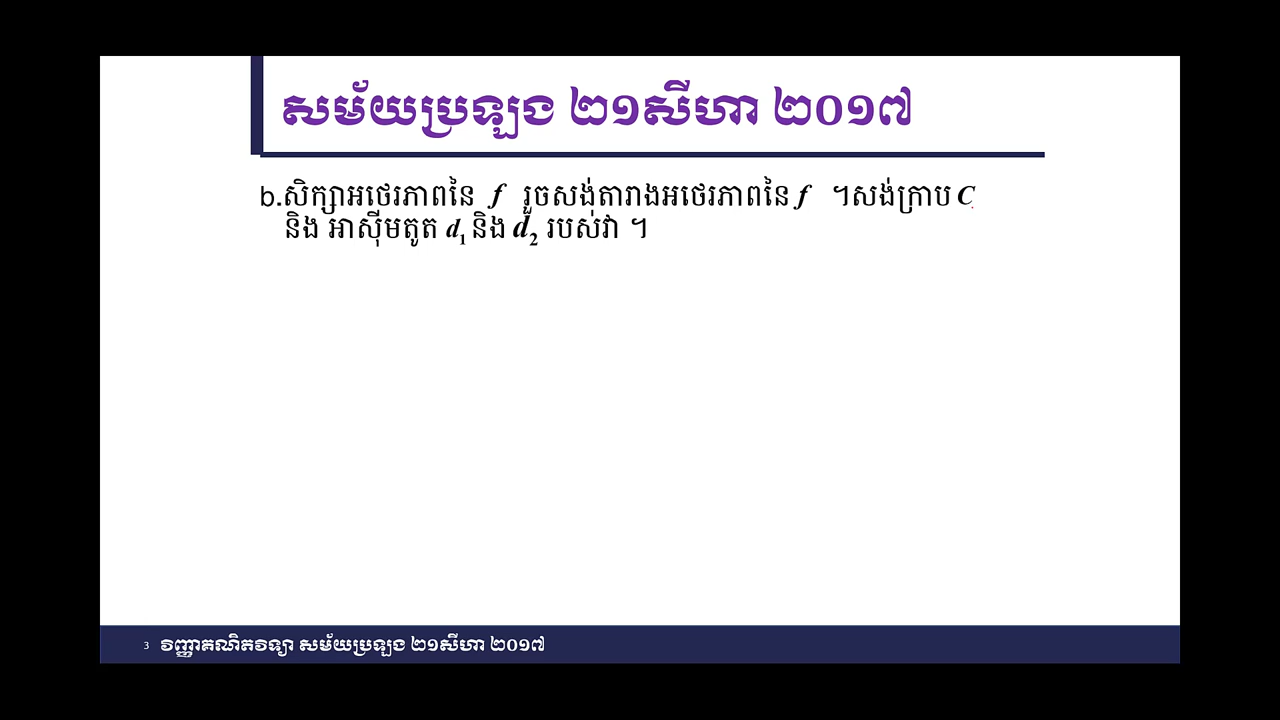 សម័យប្រឡង ២១សីហា ២០១៧
b.សិក្សាអថេរភាពនៃ f រួចសង់តារាងអថេរភាពនៃ f ។សង់ក្រាប C
និង អាស៊ីមតូត d₁ និង d₂ របស់វា ។
3 វិញ្ញាគណិតវិទ្យា សម័យប្រឡង ២១សីហា ២០១៧